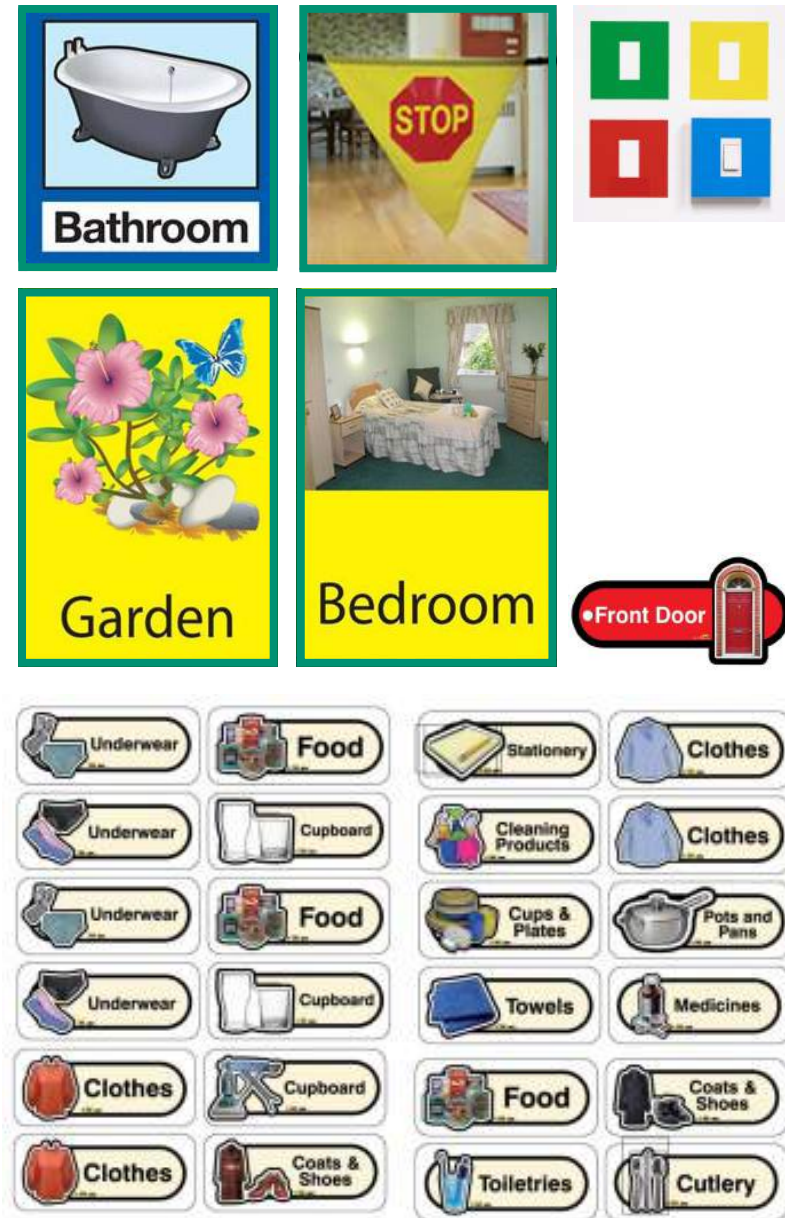 Bathroom
STOP
Garden
Bedroom
•Front Door
Underwear
Food
Stationery
Clothes
Underwear
Cupboard
Cleaning
Products
Clothes
Underwear
Food
Cups &
Plates
Pots and
Pans
Underwear
Cupboard
Towels
Medicines
Clothes
Cupboard
Food
Coats &
Shoes
Clothes
Coats &
Shoes
Toiletries
Cutlery